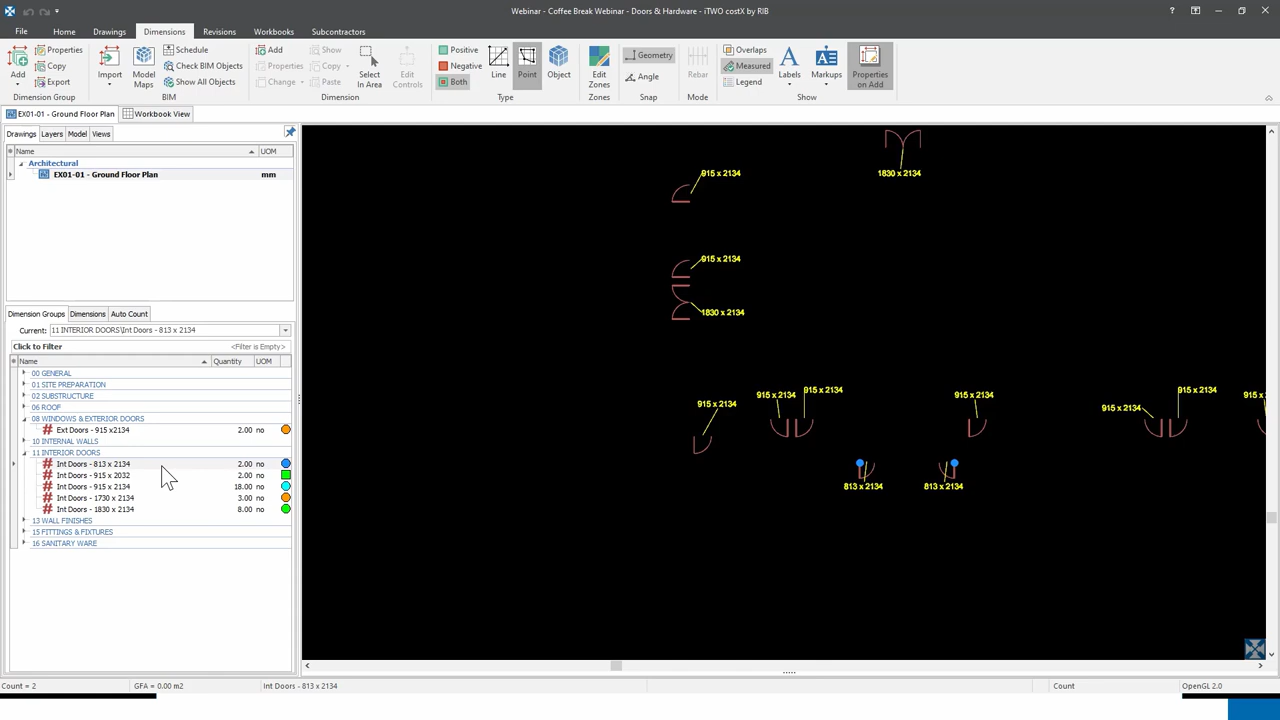 Webinar - Coffee Break Webinar - Doors & Hardware - iTWO costX by RIB
File Home Drawings Dimensions Revisions Workbooks Subcontractors
Add Properties Copy Export Dimension Group
Import Model Maps Schedule Check BIM Objects Show All Objects BIM
Add Properties Change Show Copy Paste Select In Area Edit Controls Dimension
Positive Negative Both Line Point Object Type
Edit Zones Zones
Geometry Angle Snap
Rebar Mode
Overlaps Measured Legend Labels Markups Properties on Add Show
EX01-01 - Ground Floor Plan Workbook View
Drawings Layers Model Views
Name UOM
Architectural
EX01-01 - Ground Floor Plan mm
Dimension Groups Dimensions Auto Count
Current: 11 INTERIOR DOORS\Int Doors - 813 x 2134
Click to Filter <Filter is Empty>
Name Quantity UOM
00 GENERAL
01 SITE PREPARATION
02 SUBSTRUCTURE
06 ROOF
08 WINDOWS & EXTERIOR DOORS
Ext Doors - 915 x2134 2.00 no
10 INTERNAL WALLS
11 INTERIOR DOORS
Int Doors - 813 x 2134 2.00 no
Int Doors - 915 x 2032 2.00 no
Int Doors - 915 x 2134 18.00 no
Int Doors - 1730 x 2134 3.00 no
Int Doors - 1830 x 2134 8.00 no
13 WALL FINISHES
15 FITTINGS & FIXTURES
16 SANITARY WARE
915 x 2134 1830 x 2134
915 x 2134
1830 x 2134
915 x 2134 915 x 2134 915 x 2134 915 x 2134 915 x 2134 915 x 2134 915 x
813 x 2134 813 x 2134
Count = 2 GFA = 0.00 m2 Int Doors - 813 x 2134 Count OpenGL 2.0